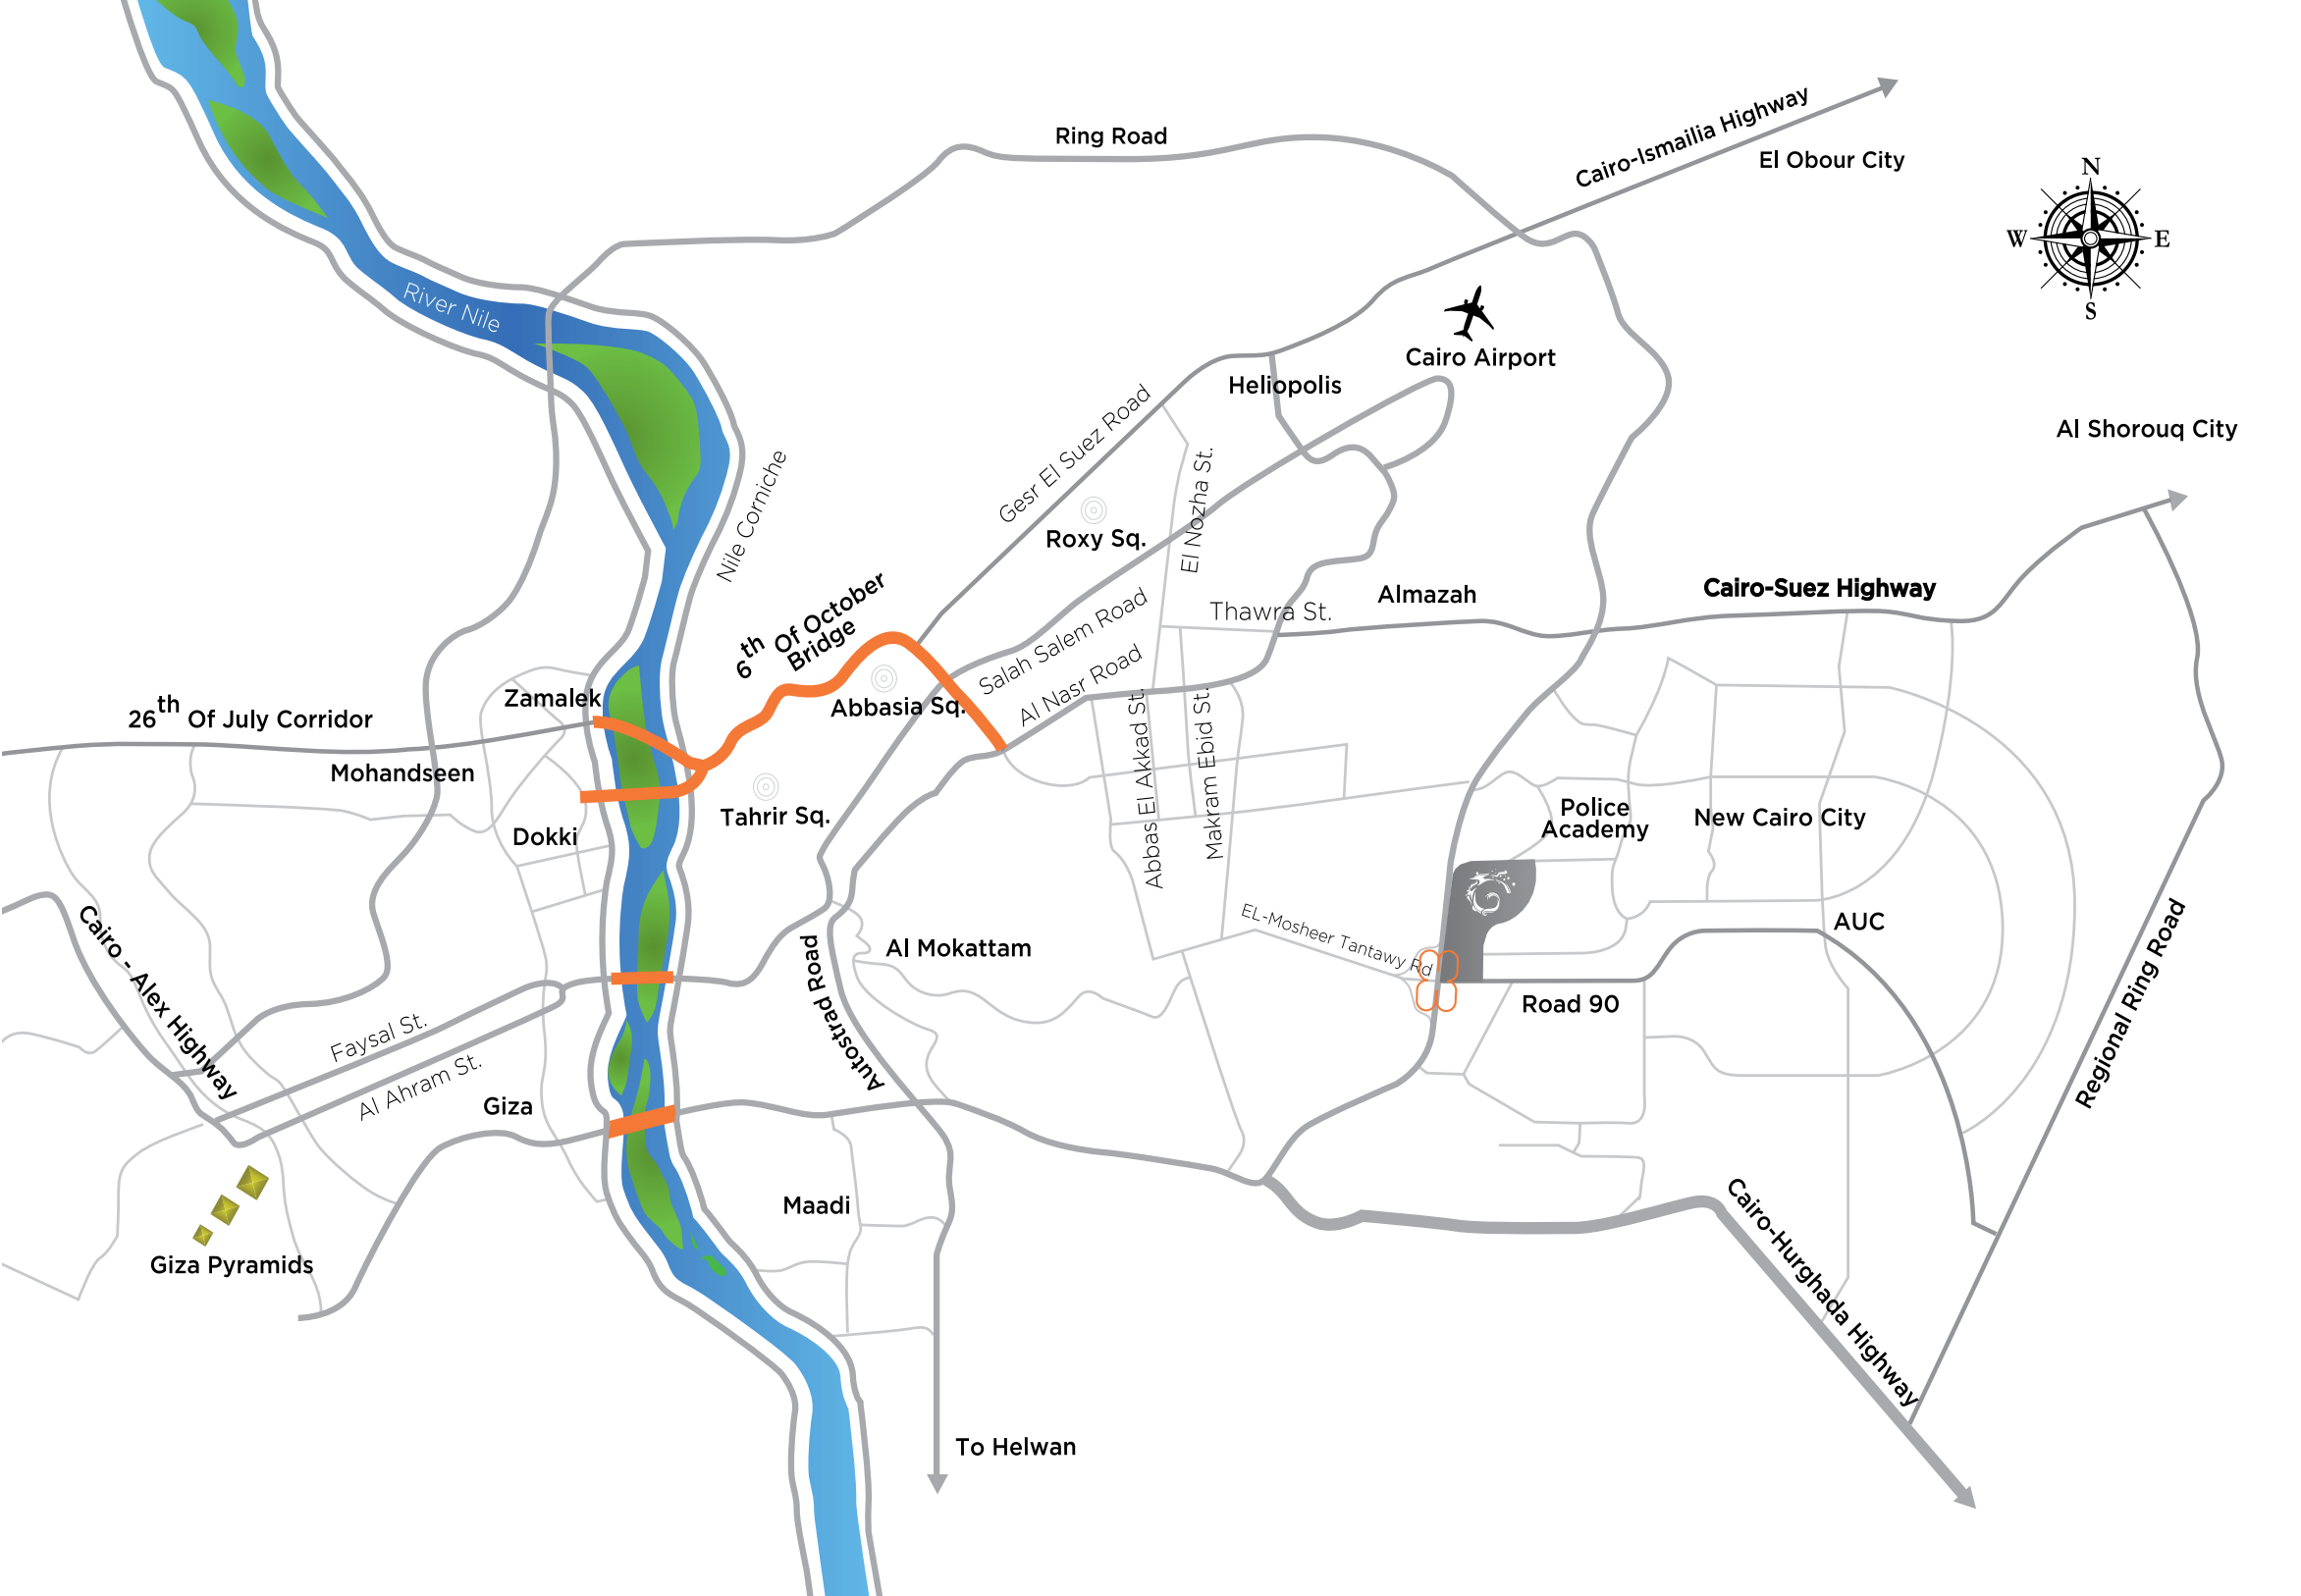 Ring Road
Cairo-Ismailia Highway
El Obour City
N
W
E
S
River Nile
Cairo Airport
Heliopolis
Al Shorouq City
Gesr El Suez Road
Nile Corniche
El Nozha St.
Roxy Sq.
6th Of October
Bridge
Salah Salem Road
Thawra St.
Almazah
Cairo-Suez Highway
Al Nasr Road
Zamalek
Abbasia Sq.
26th Of July Corridor
Mohandseen
Abbas El Akkad St.
Makram Ebid St.
Tahrir Sq.
Dokki
Police
Academy
New Cairo City
Cairo - Alex Highway
EL-Mosheer Tantawy Rd
AUC
Al Mokattam
Autostrad Road
Road 90
Regional Ring Road
Faysal St.
Al Ahram St.
Giza
Maadi
Giza Pyramids
Cairo-Hurghada Highway
To Helwan